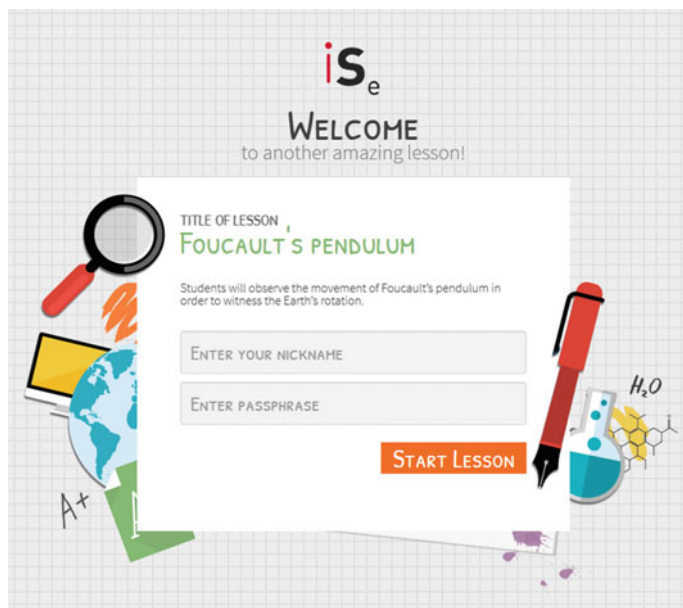 iSe
WELCOME
to another amazing lesson!
TITLE OF LESSON
FOUCAULT'S PENDULUM
Students will observe the movement of Foucault's pendulum in
order to witness the Earth's rotation.
ENTER YOUR NICKNAME
ENTER PASSPHRASE
START LESSON
H₂O
A+